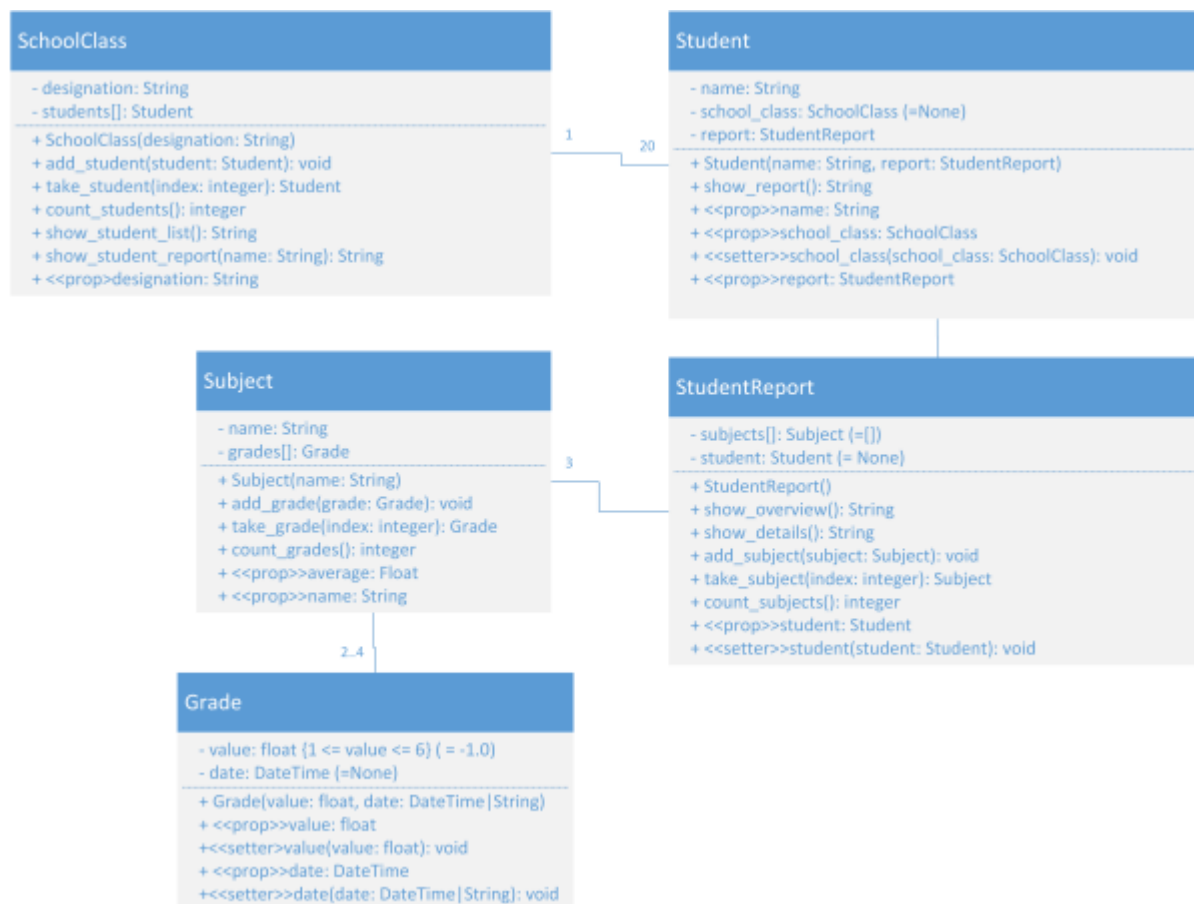 SchoolClass
- designation: String
- students[]: Student
+ SchoolClass(designation: String)
+ add_student(student: Student): void
+ take_student(index: integer): Student
+ count_students(): integer
+ show_student_list(): String
+ show_student_report(name: String): String
+ <<prop>designation: String
1
20
Student
- name: String
- school_class: SchoolClass (=None)
- report: StudentReport
+ Student(name: String, report: StudentReport)
+ show_report(): String
+ <<prop>>name: String
+ <<prop>>school_class: SchoolClass
+ <<setter>>school_class(school_class: SchoolClass): void
+ <<prop>>report: StudentReport
Subject
- name: String
- grades[]: Grade
+ Subject(name: String)
+ add_grade(grade: Grade): void
+ take_grade(index: integer): Grade
+ count_grades(): integer
+ <<prop>>average: Float
+ <<prop>>name: String
3
StudentReport
- subjects[]: Subject (=[])
- student: Student (= None)
+ StudentReport()
+ show_overview(): String
+ show_details(): String
+ add_subject(subject: Subject): void
+ take_subject(index: integer): Subject
+ count_subjects(): integer
+ <<prop>>student: Student
+ <<setter>>student(student: Student): void
2..4
Grade
- value: float {1 <= value <= 6} ( = -1.0)
- date: DateTime (=None)
+ Grade(value: float, date: DateTime|String)
+ <<prop>>value: float
+<<setter>value(value: float): void
+ <<prop>>date: DateTime
+<<setter>>date(date: DateTime|String): void